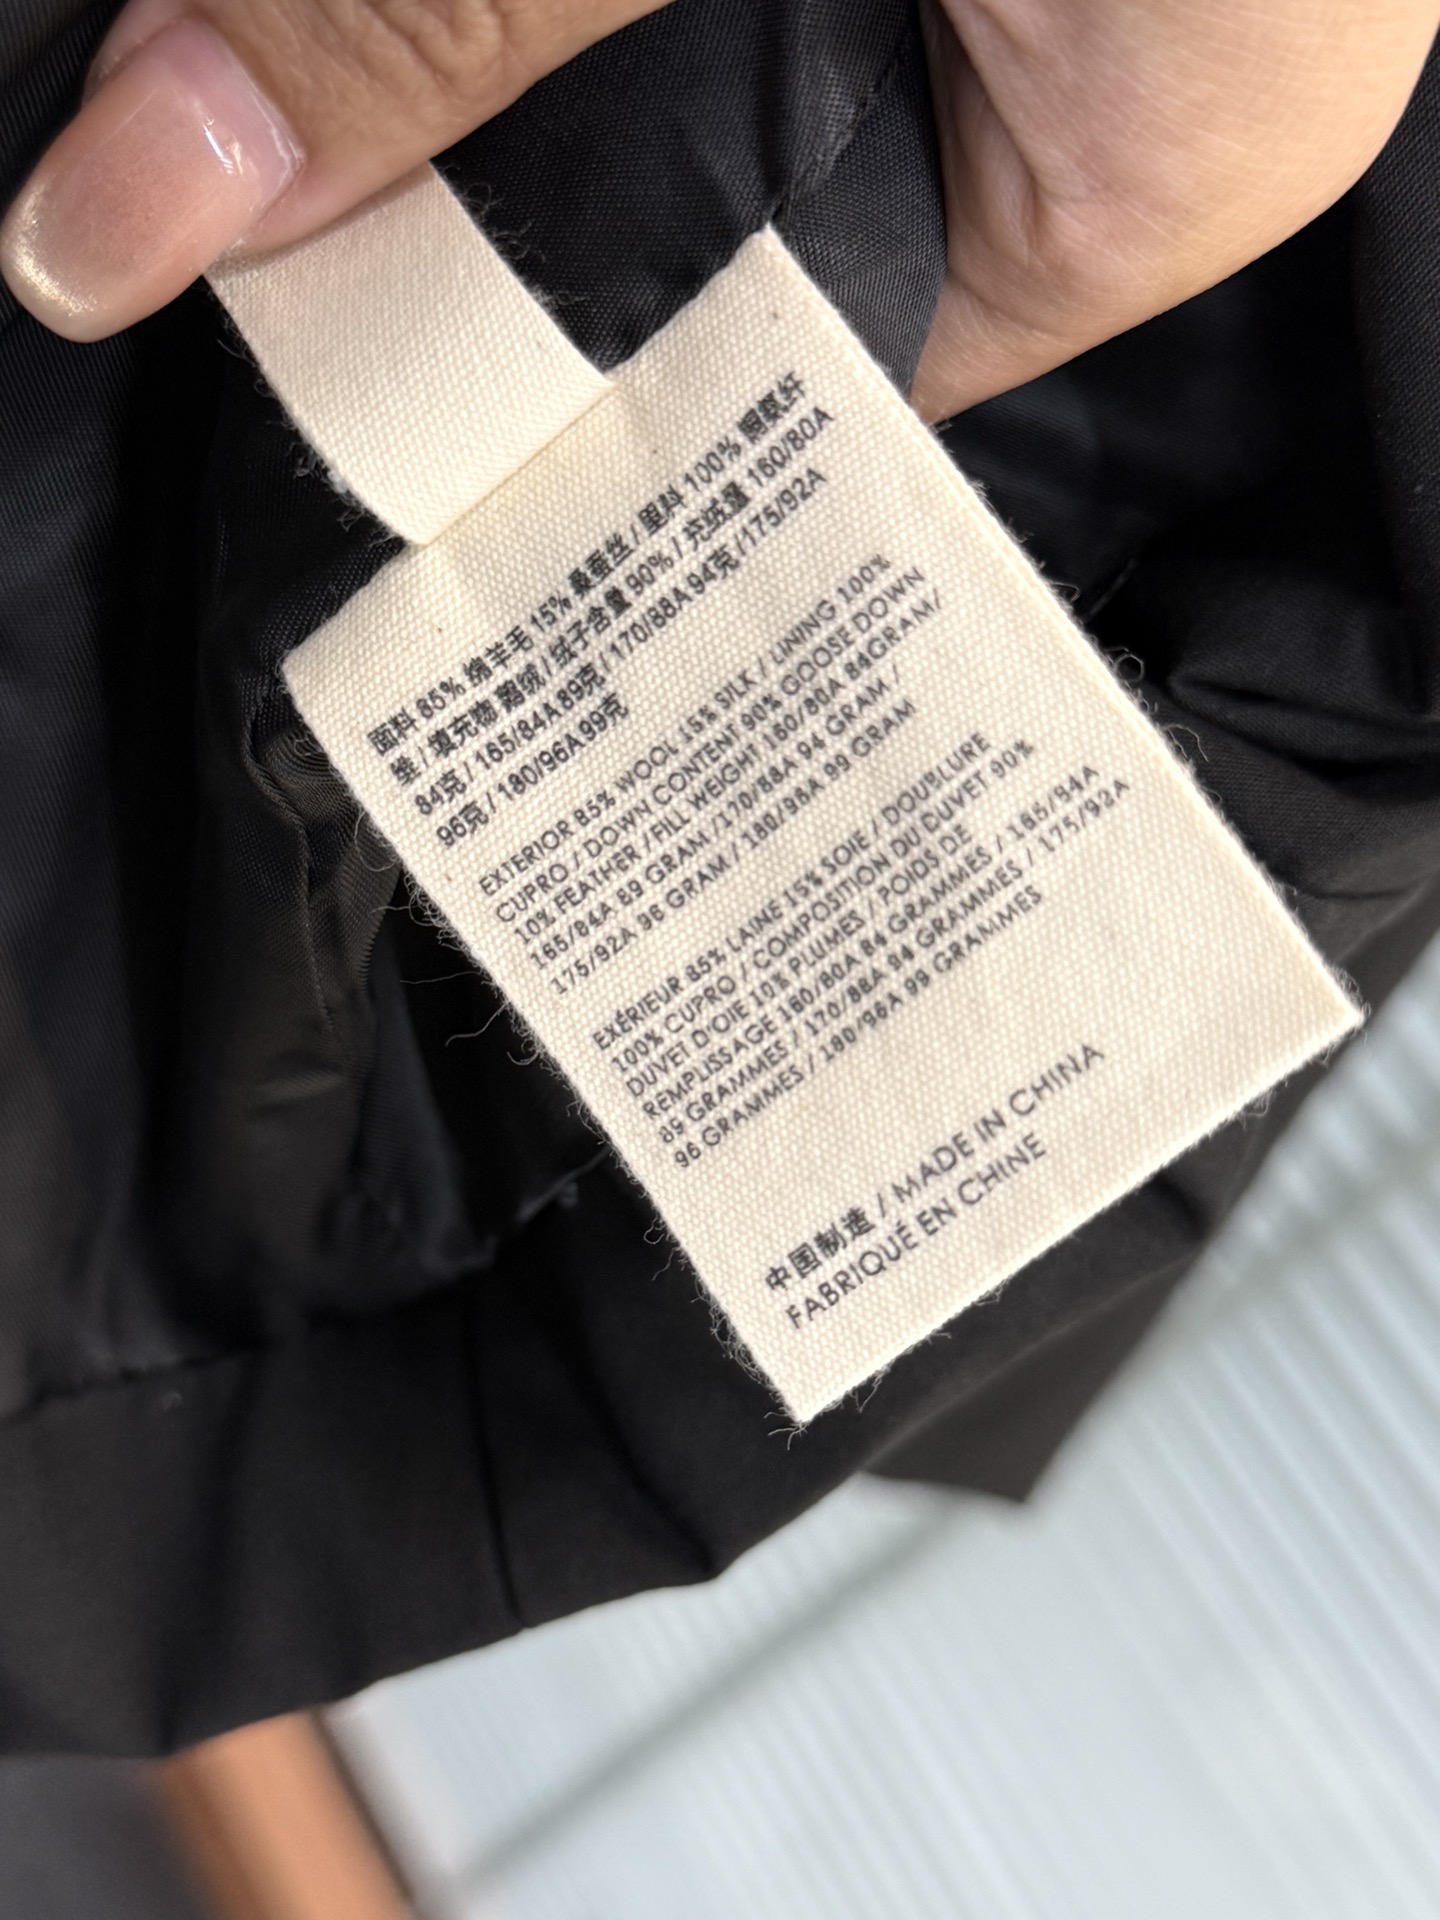 面料 85% 绵羊毛 15% 桑蚕丝 / 里料 100% 铜氨纤
维 / 填充物 鹅绒 / 绒子含量 90% / 充绒量 160/80A
84克 / 165/84A 89克 / 170/88A 94克 / 175/92A
96克 / 180/96A 99克
EXTERIOR 85% WOOL 15% SILK / LINING 100%
CUPRO / DOWN CONTENT 90% GOOSE DOWN
10% FEATHER / FILL WEIGHT 160/80A 84GRAM/
165/84A 89 GRAM /170/88A 94 GRAM /
175/92A 96 GRAM / 180/96A 99 GRAM
EXÉRIEUR 85% LAINE 15% SOIE / DOUBLURE
100% CUPRO / COMPOSITION DU DUVET 90%
DUVET D'OIE 10% PLUMES / POIDS DE
REMPLISSAGE 160/80A 84 GRAMMES / 165/94A
89 GRAMMES / 170/88A 94 GRAMMES / 175/92A
96 GRAMMES / 180/96A 99 GRAMMES
中国制造 / MADE IN CHINA
FABRIQUÉ EN CHINE